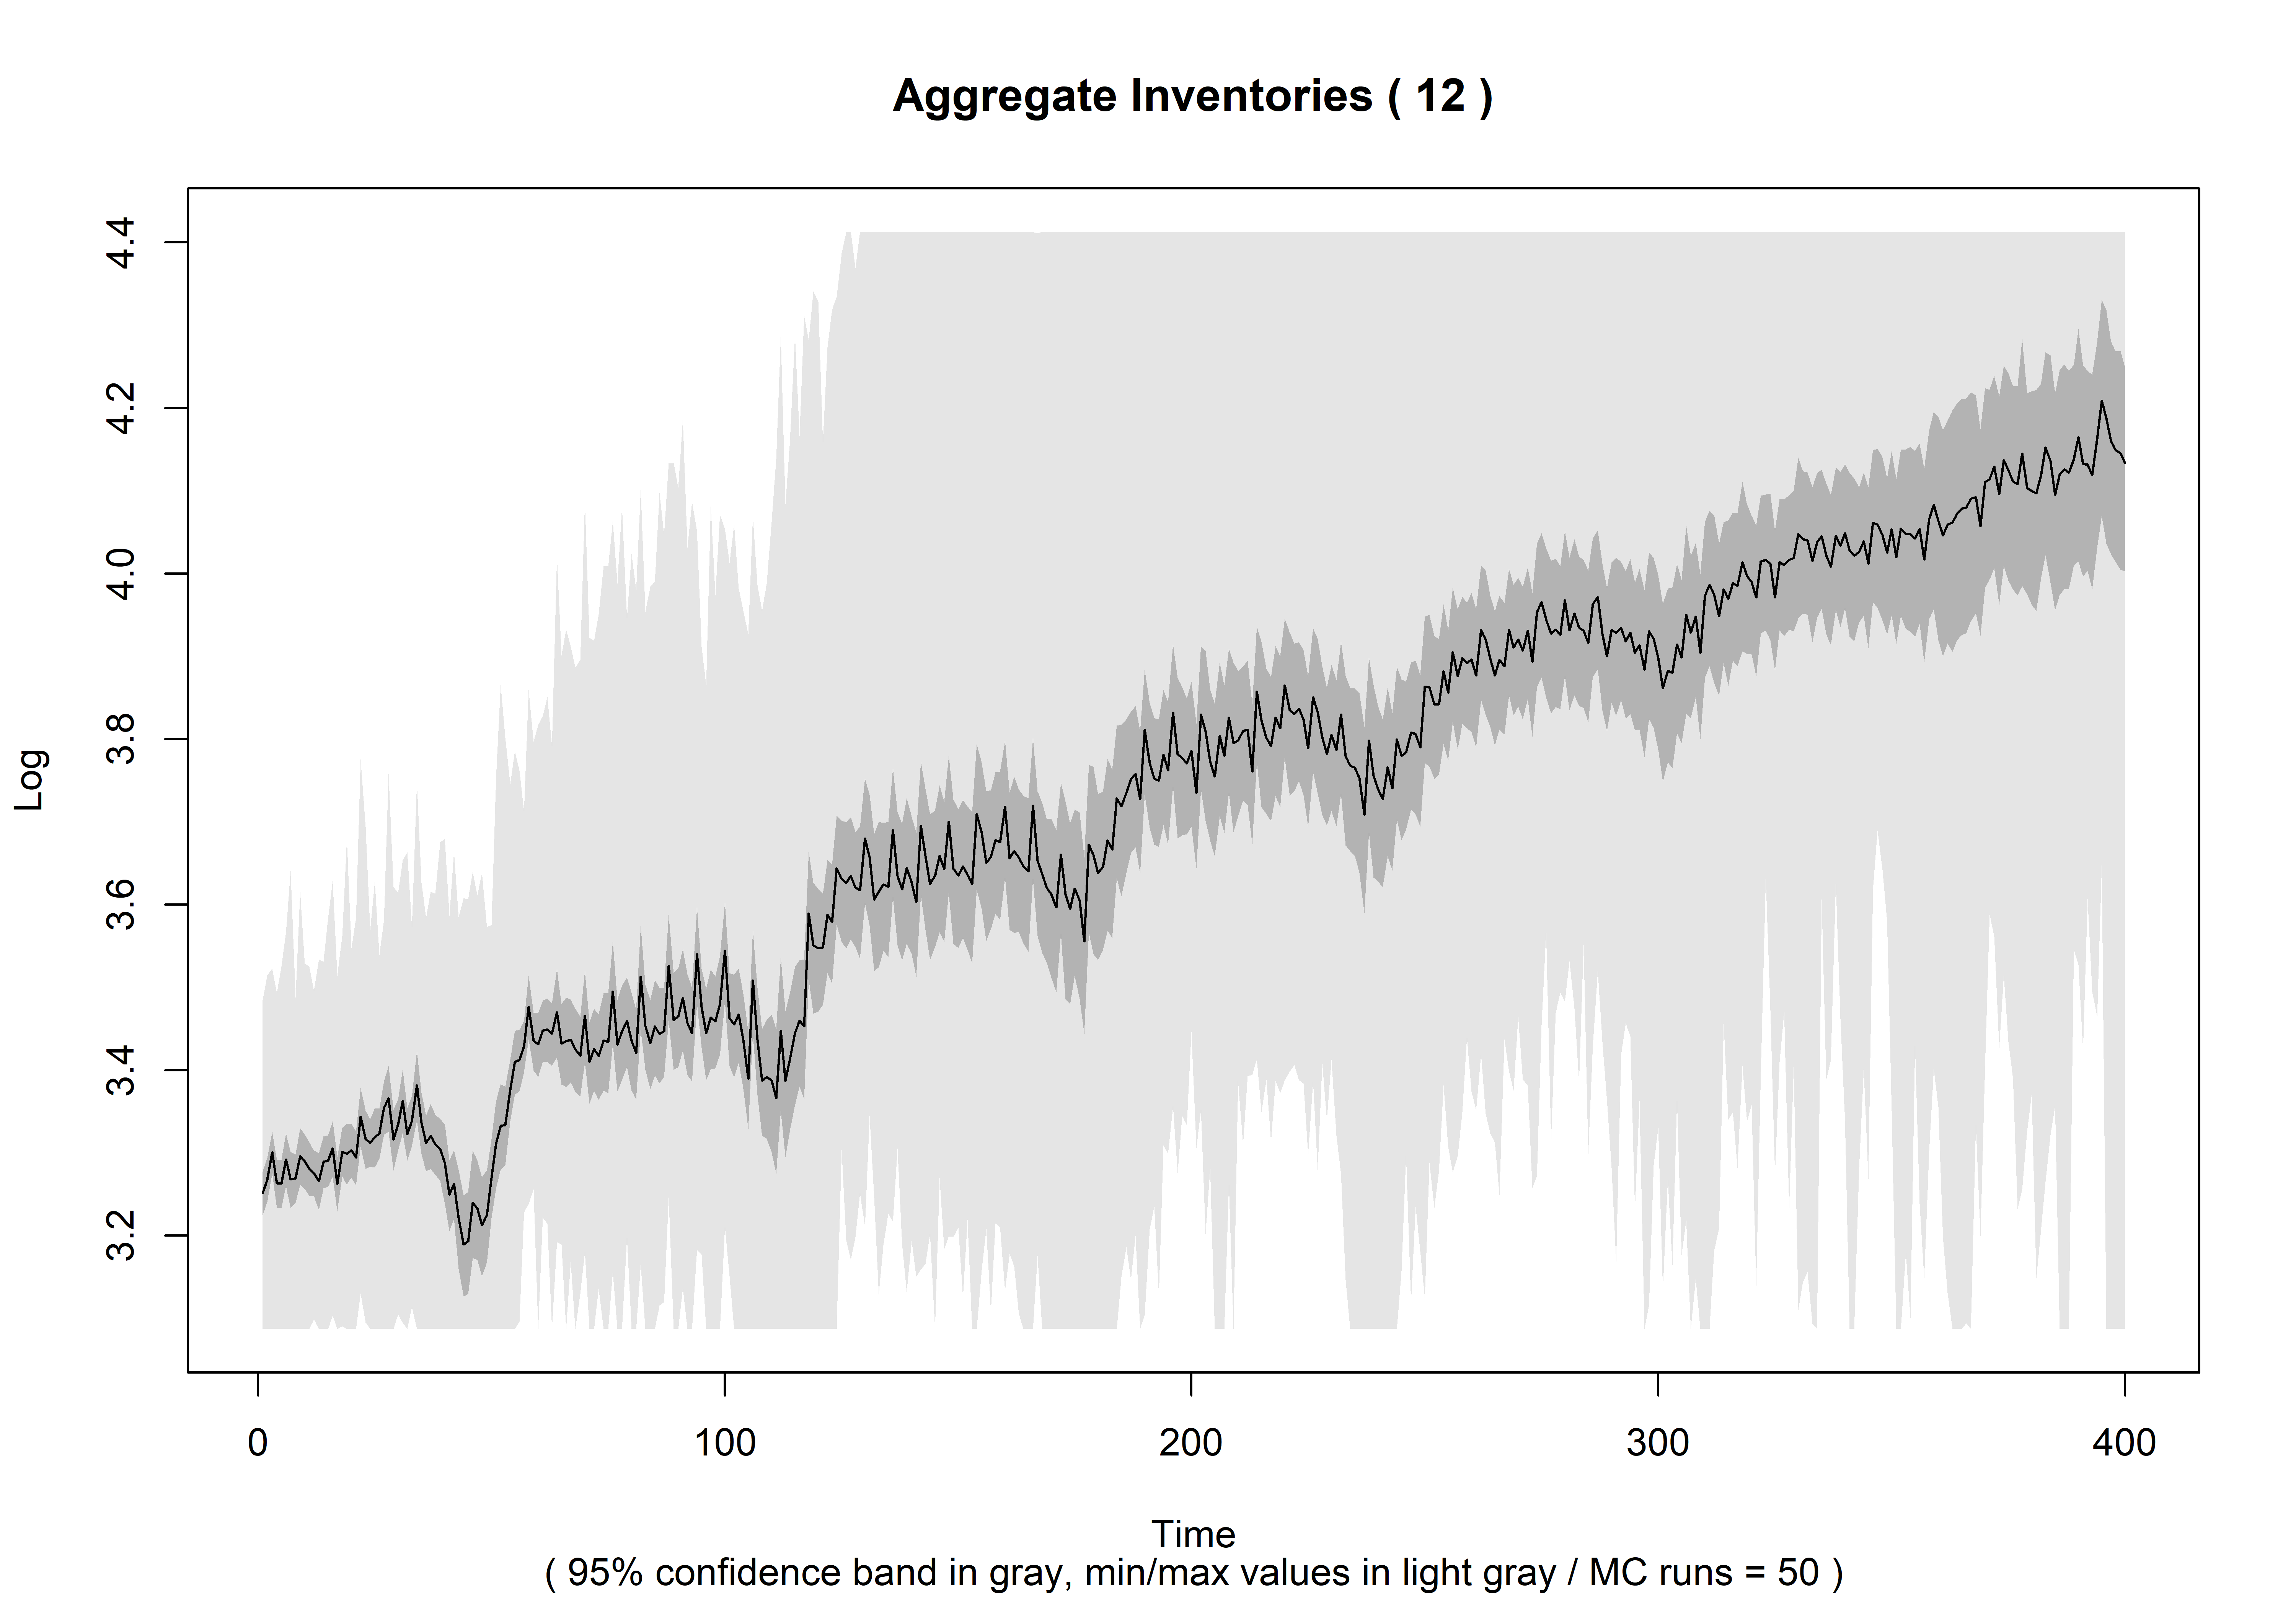 Aggregate Inventories ( 12 )
Log
4.4
4.2
4.0
3.8
3.6
3.4
3.2
0 100 200 300 400
Time
( 95% confidence band in gray, min/max values in light gray / MC runs = 50 )